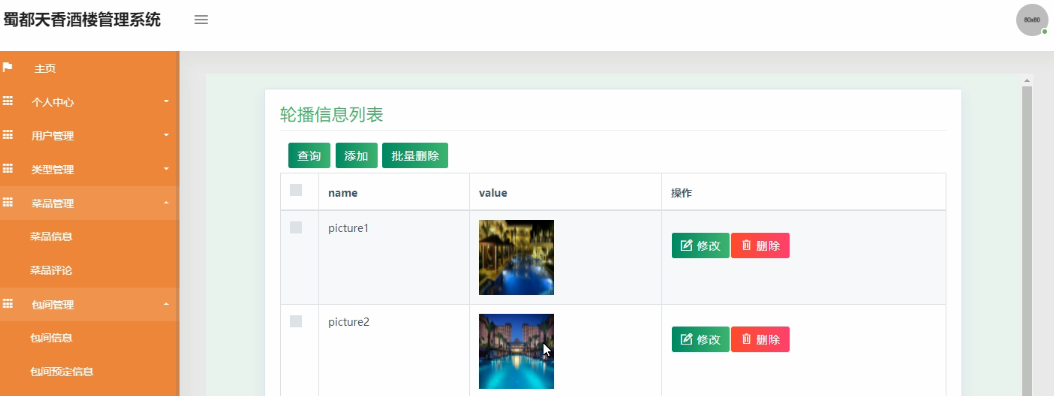 蜀都天香酒楼管理系统
60x60
主页
个人中心
用户管理
类型管理
菜品管理
菜品信息
菜品评论
包间管理
包间信息
包间预定信息
轮播信息列表
查询 添加 批量删除
name value 操作
picture1 修改 删除
picture2 修改 删除